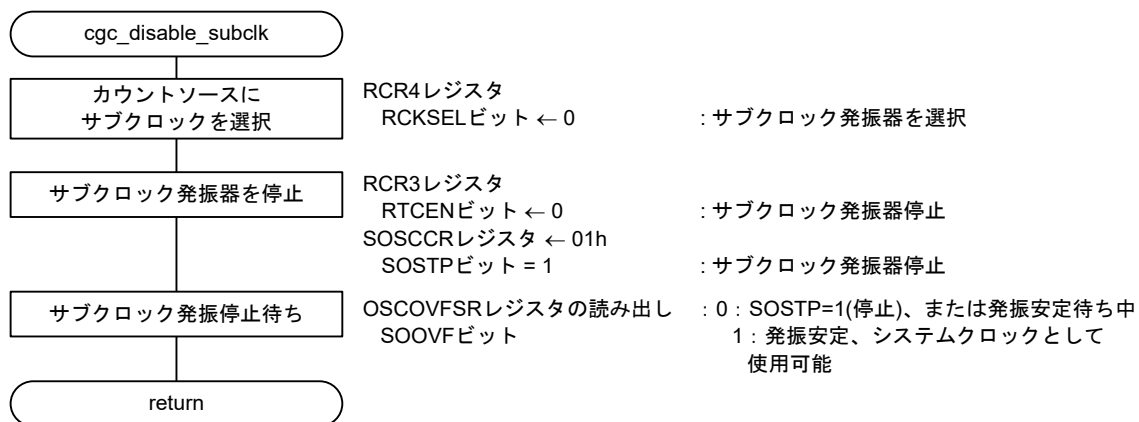 cgc_disable_subclk
カウントソースに
サブクロックを選択
RCR4レジスタ
RCKSELビット ← 0 : サブクロック発振器を選択
サブクロック発振器を停止
RCR3レジスタ
RTCENビット ← 0 : サブクロック発振器停止
SOSCCRレジスタ ← 01h
SOSTPビット = 1 : サブクロック発振器停止
サブクロック発振停止待ち
OSCOVFSRレジスタの読み出し : 0 : SOSTP=1(停止)、または発振安定待ち中
SOOVFビット 1 : 発振安定、システムクロックとして
使用可能
return